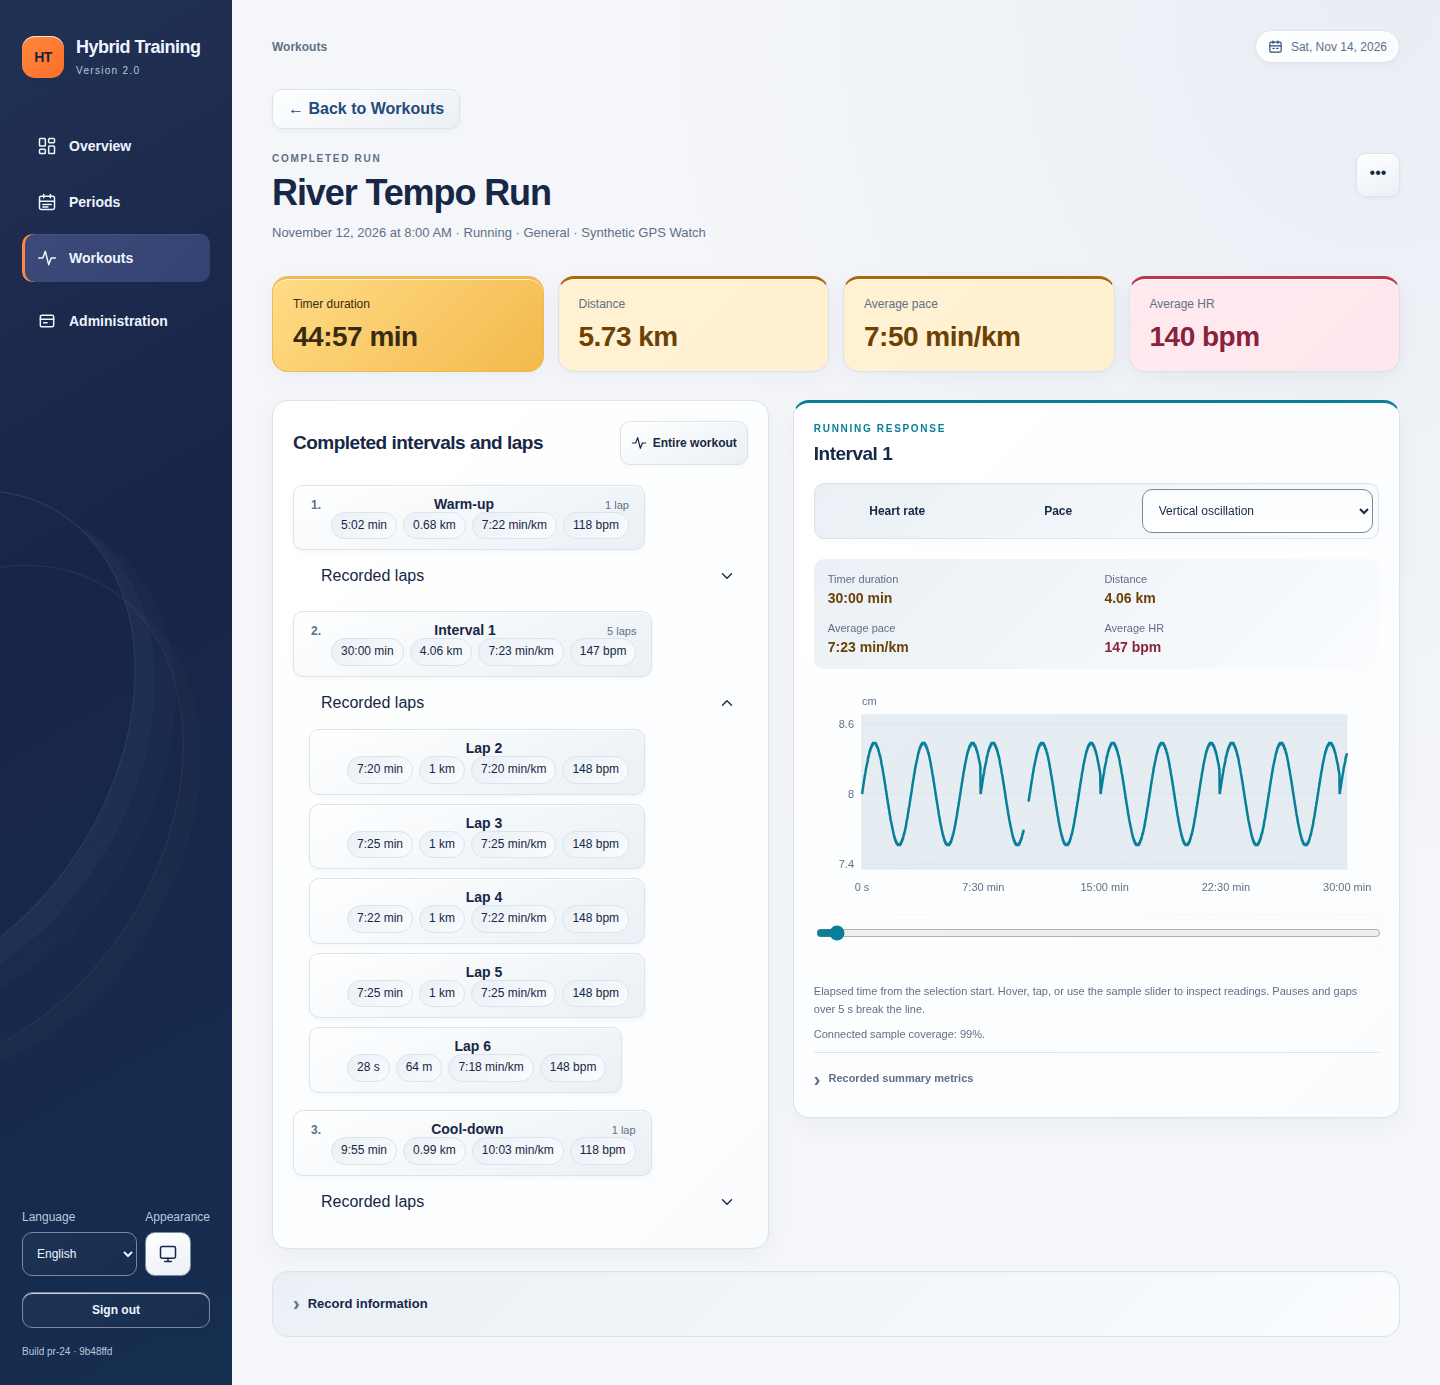 HT
Hybrid Training
Version 2.0
Overview
Periods
Workouts
Administration
Language
Appearance
English
Sign out
Build pr-24 · 9b48ffd
Workouts
Sat, Nov 14, 2026
← Back to Workouts
COMPLETED RUN
River Tempo Run
•••
November 12, 2026 at 8:00 AM · Running · General · Synthetic GPS Watch
Timer duration
44:57 min
Distance
5.73 km
Average pace
7:50 min/km
Average HR
140 bpm
Completed intervals and laps
Entire workout
1. Warm-up 1 lap
5:02 min 0.68 km 7:22 min/km 118 bpm
Recorded laps
2. Interval 1 5 laps
30:00 min 4.06 km 7:23 min/km 147 bpm
Recorded laps
Lap 2
7:20 min 1 km 7:20 min/km 148 bpm
Lap 3
7:25 min 1 km 7:25 min/km 148 bpm
Lap 4
7:22 min 1 km 7:22 min/km 148 bpm
Lap 5
7:25 min 1 km 7:25 min/km 148 bpm
Lap 6
28 s 64 m 7:18 min/km 148 bpm
3. Cool-down 1 lap
9:55 min 0.99 km 10:03 min/km 118 bpm
Recorded laps
RUNNING RESPONSE
Interval 1
Heart rate Pace Vertical oscillation
Timer duration
30:00 min
Distance
4.06 km
Average pace
7:23 min/km
Average HR
147 bpm
cm
8.6
8
7.4
0 s 7:30 min 15:00 min 22:30 min 30:00 min
Elapsed time from the selection start. Hover, tap, or use the sample slider to inspect readings. Pauses and gaps
over 5 s break the line.
Connected sample coverage: 99%.
› Recorded summary metrics
› Record information